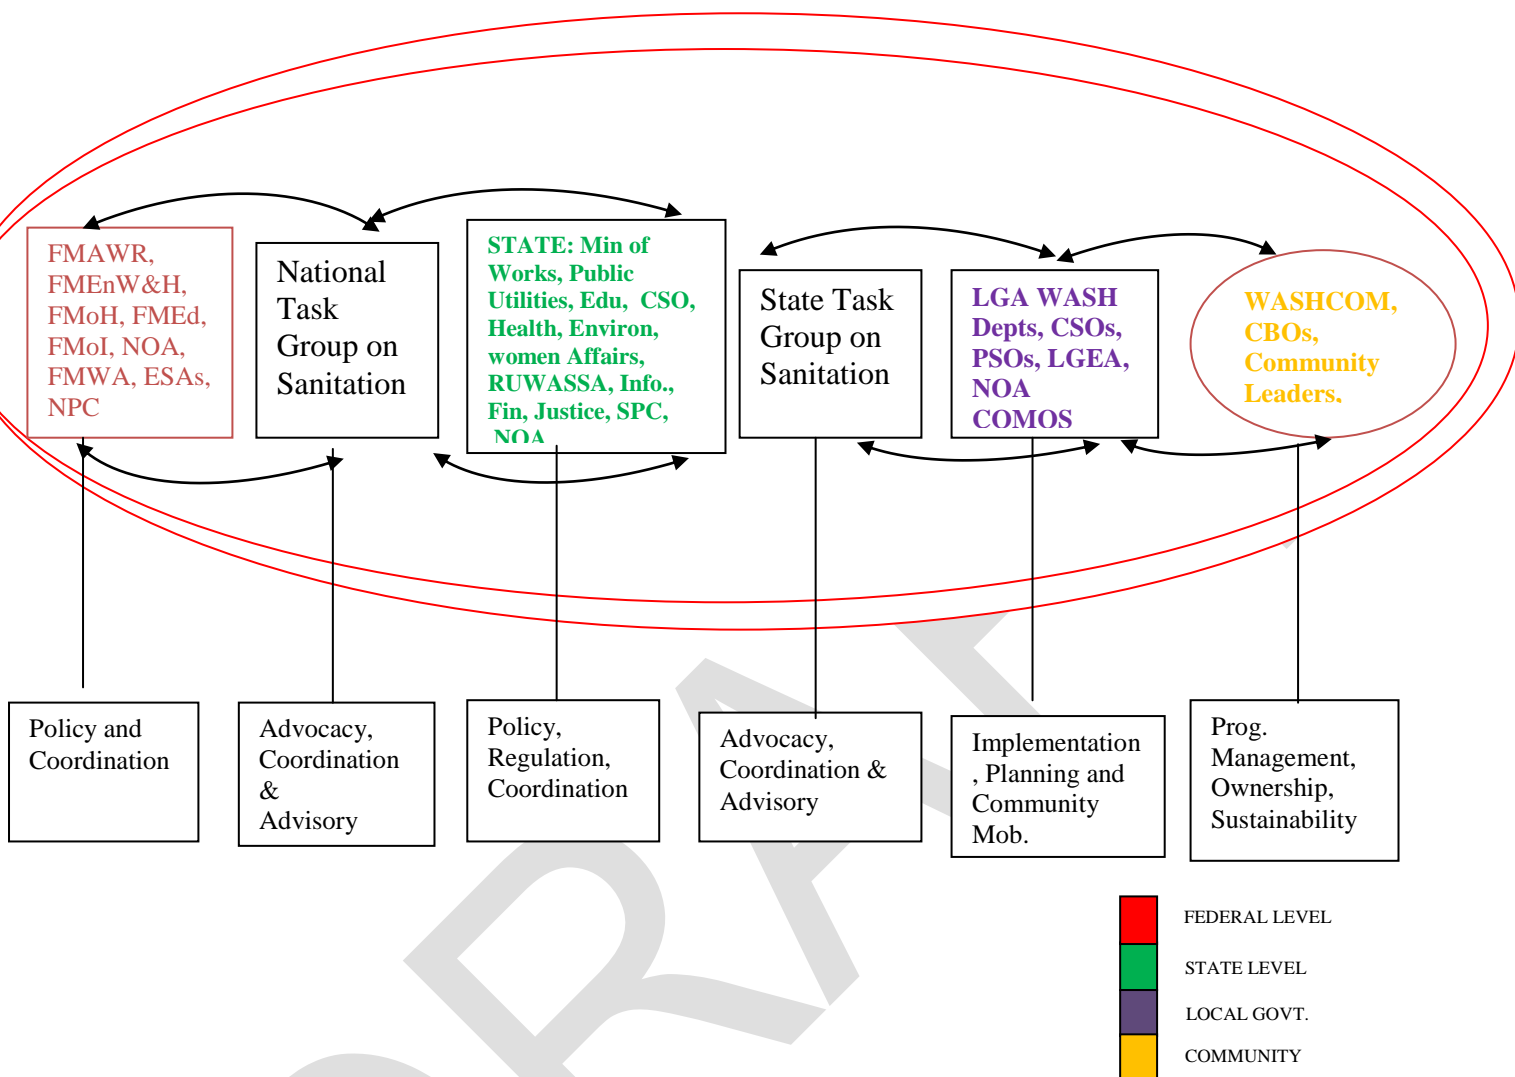 FMAWR,
FMEnW&H,
FMoH, FMEd,
FMoI, NOA,
FMWA, ESAs,
NPC
National
Task
Group on
Sanitation
STATE: Min of
Works, Public
Utilities, Edu, CSO,
Health, Environ,
women Affairs,
RUWASSA, Info.,
Fin, Justice, SPC,
NOA
State Task
Group on
Sanitation
LGA WASH
Depts, CSOs,
PSOs, LGEA,
NOA
COMOS
WASHCOM,
CBOs,
Community
Leaders,
Policy and
Coordination
Advocacy,
Coordination
&
Advisory
Policy,
Regulation,
Coordination
Advocacy,
Coordination &
Advisory
Implementation
, Planning and
Community
Mob.
Prog.
Management,
Ownership,
Sustainability
FEDERAL LEVEL
STATE LEVEL
LOCAL GOVT.
COMMUNITY
DRAFT